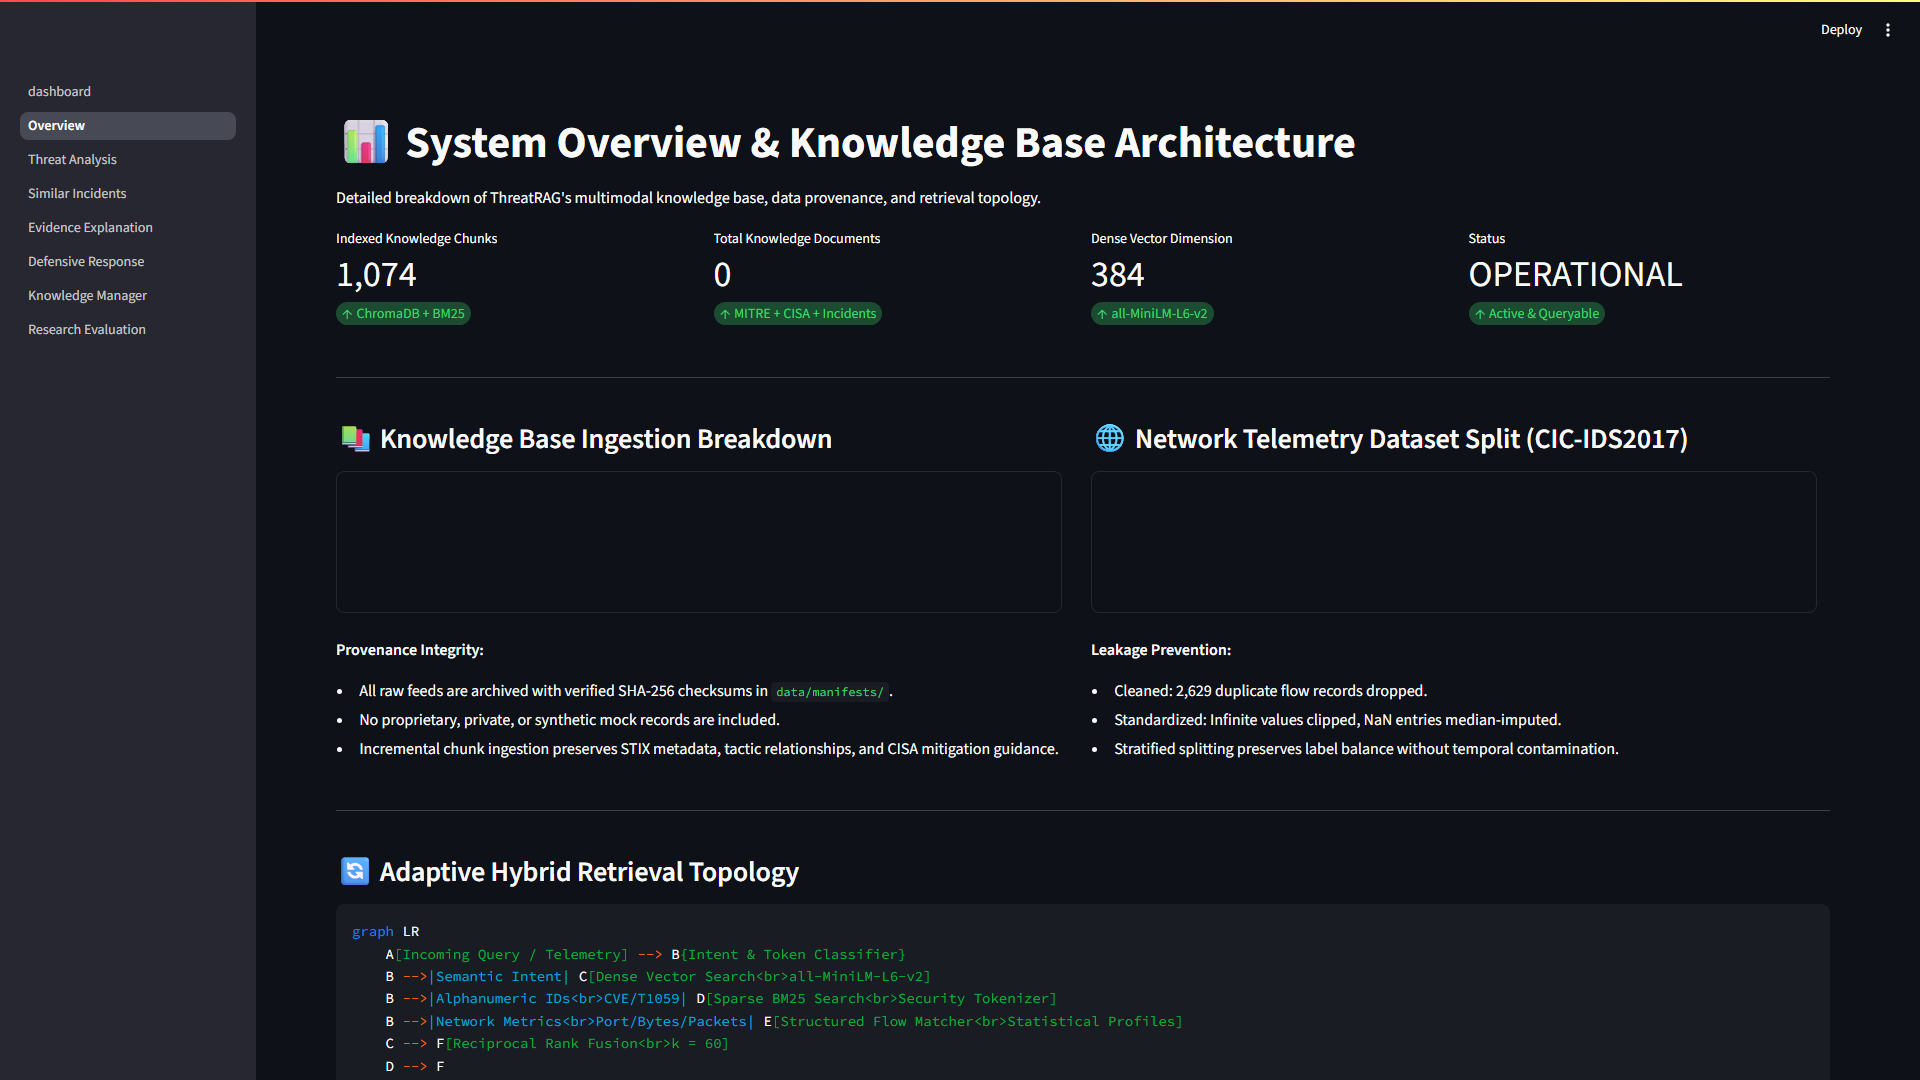 Deploy
dashboard
Overview
Threat Analysis
Similar Incidents
Evidence Explanation
Defensive Response
Knowledge Manager
Research Evaluation
System Overview & Knowledge Base Architecture
Detailed breakdown of ThreatRAG's multimodal knowledge base, data provenance, and retrieval topology.
Indexed Knowledge Chunks
1,074
↑ ChromaDB + BM25
Total Knowledge Documents
0
↑ MITRE + CISA + Incidents
Dense Vector Dimension
384
↑ all-MiniLM-L6-v2
Status
OPERATIONAL
↑ Active & Queryable
Knowledge Base Ingestion Breakdown
Provenance Integrity:
• All raw feeds are archived with verified SHA-256 checksums in data/manifests/ .
• No proprietary, private, or synthetic mock records are included.
• Incremental chunk ingestion preserves STIX metadata, tactic relationships, and CISA mitigation guidance.
Network Telemetry Dataset Split (CIC-IDS2017)
Leakage Prevention:
• Cleaned: 2,629 duplicate flow records dropped.
• Standardized: Infinite values clipped, NaN entries median-imputed.
• Stratified splitting preserves label balance without temporal contamination.
Adaptive Hybrid Retrieval Topology
graph LR
    A[Incoming Query / Telemetry] --> B{Intent & Token Classifier}
    B -->|Semantic Intent| C[Dense Vector Search<br>all-MiniLM-L6-v2]
    B -->|Alphanumeric IDs<br>CVE/T1059| D[Sparse BM25 Search<br>Security Tokenizer]
    B -->|Network Metrics<br>Port/Bytes/Packets| E[Structured Flow Matcher<br>Statistical Profiles]
    C --> F[Reciprocal Rank Fusion<br>k = 60]
    D --> F